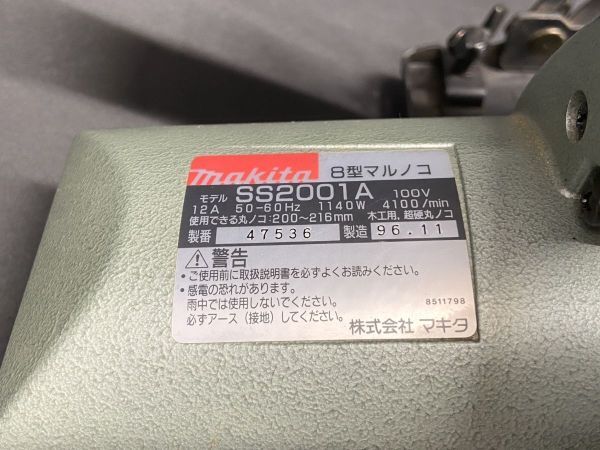 makita 8型マルノコ
モデル SS2001A 100V
12A 50-60Hz 1140W 4100/min
使用できる丸ノコ:200~216mm 木工用,超硬丸ノコ
製番 47536 製造 96.11
⚠警告
・ご使用前に取扱説明書を必ずよくお読みください。
・感電の恐れがあります。
雨中では使用しないでください。
必ずアース(接地)してください。
8511798
株式会社 マキタ